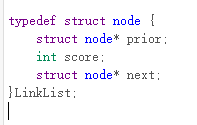 typedef struct node {
    struct node* prior;
    int score;
    struct node* next;
}LinkList;